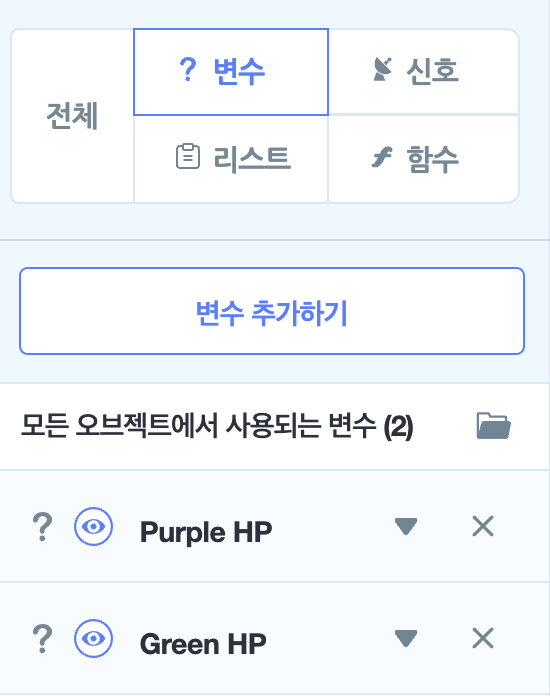 전체
? 변수
신호
리스트
함수
변수 추가하기
모든 오브젝트에서 사용되는 변수 (2)
? Purple HP
? Green HP